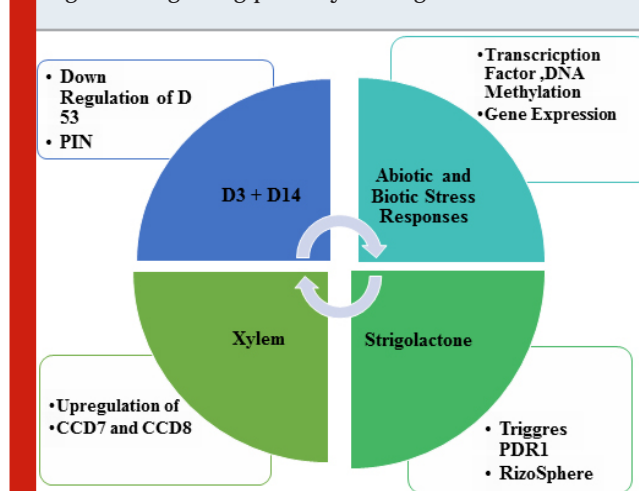 • Down
Regulation of D
53
• PIN
•Transcricption
Factor ,DNA
Methylation
•Gene Expression
D3 + D14
Abiotic and
Biotic Stress
Responses
Xylem
Strigolactone
•Upregulation of
•CCD7 and CCD8
• Triggres
PDR1
• RizoSphere